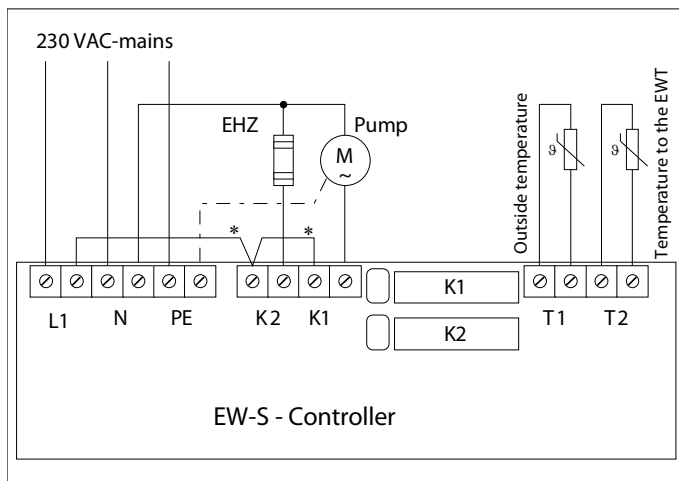 230 VAC-mains
EHZ
Pump
M
~
*
*
Outside temperature
ϑ
ϑ
Temperature to the EWT
L1
N
PE
K2
K1
K1
K2
T1
T2
EW-S - Controller